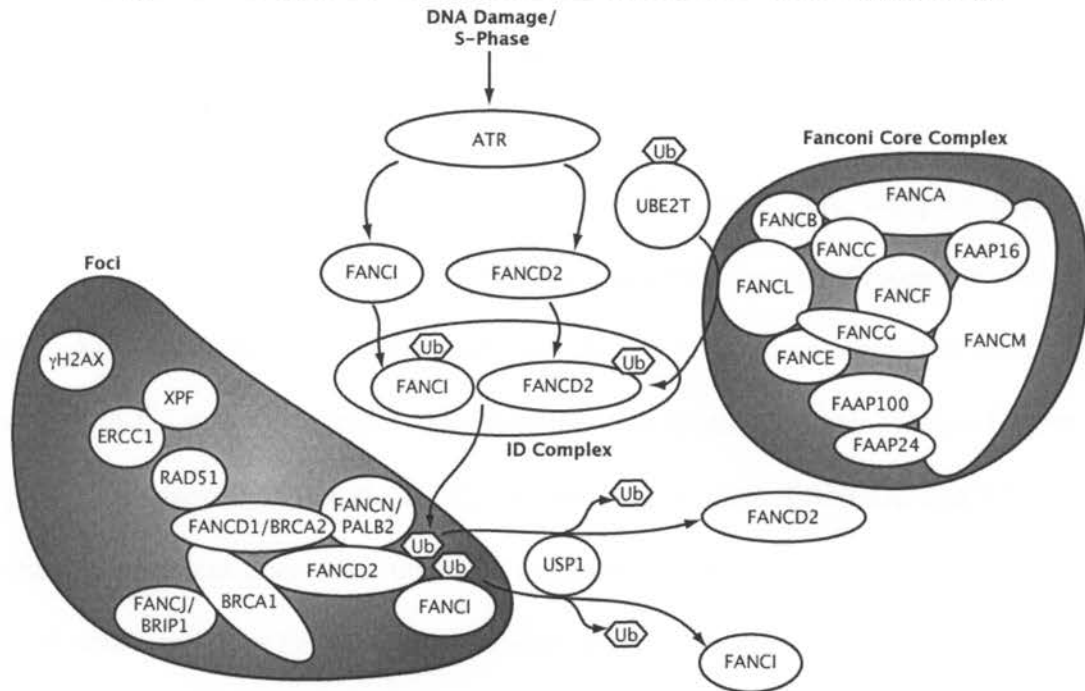 DNA Damage/
S-Phase
ATR
Ub
UBE2T
Fanconi Core Complex
FANCA
FANCB
FANCC
FAAP16
FANCL
FANCF
FANCG
FANCM
FANCE
FAAP100
FAAP24
FANCI
FANCD2
Ub
FANCI
Ub
FANCD2
ID Complex
Foci
γH2AX
XPF
ERCC1
RAD51
FANCN/
PALB2
FANCD1/BRCA2
Ub
Ub
FANCD2
FANCI
BRCA1
FANCJ/
BRIP1
Ub
FANCD2
USP1
Ub
FANCI